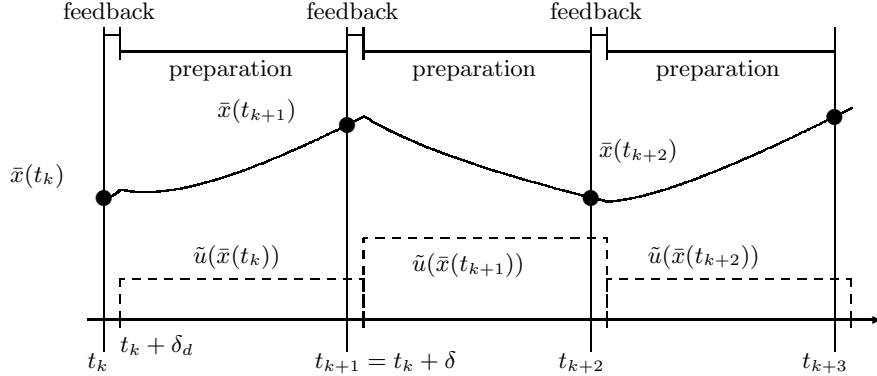 feedback feedback feedback
preparation preparation preparation
x̄(t_{k+1})
x̄(t_{k+2})
x̄(t_k)
ũ(x̄(t_k)) ũ(x̄(t_{k+1})) ũ(x̄(t_{k+2}))
t_k t_k + δ_d t_{k+1} = t_k + δ t_{k+2} t_{k+3}